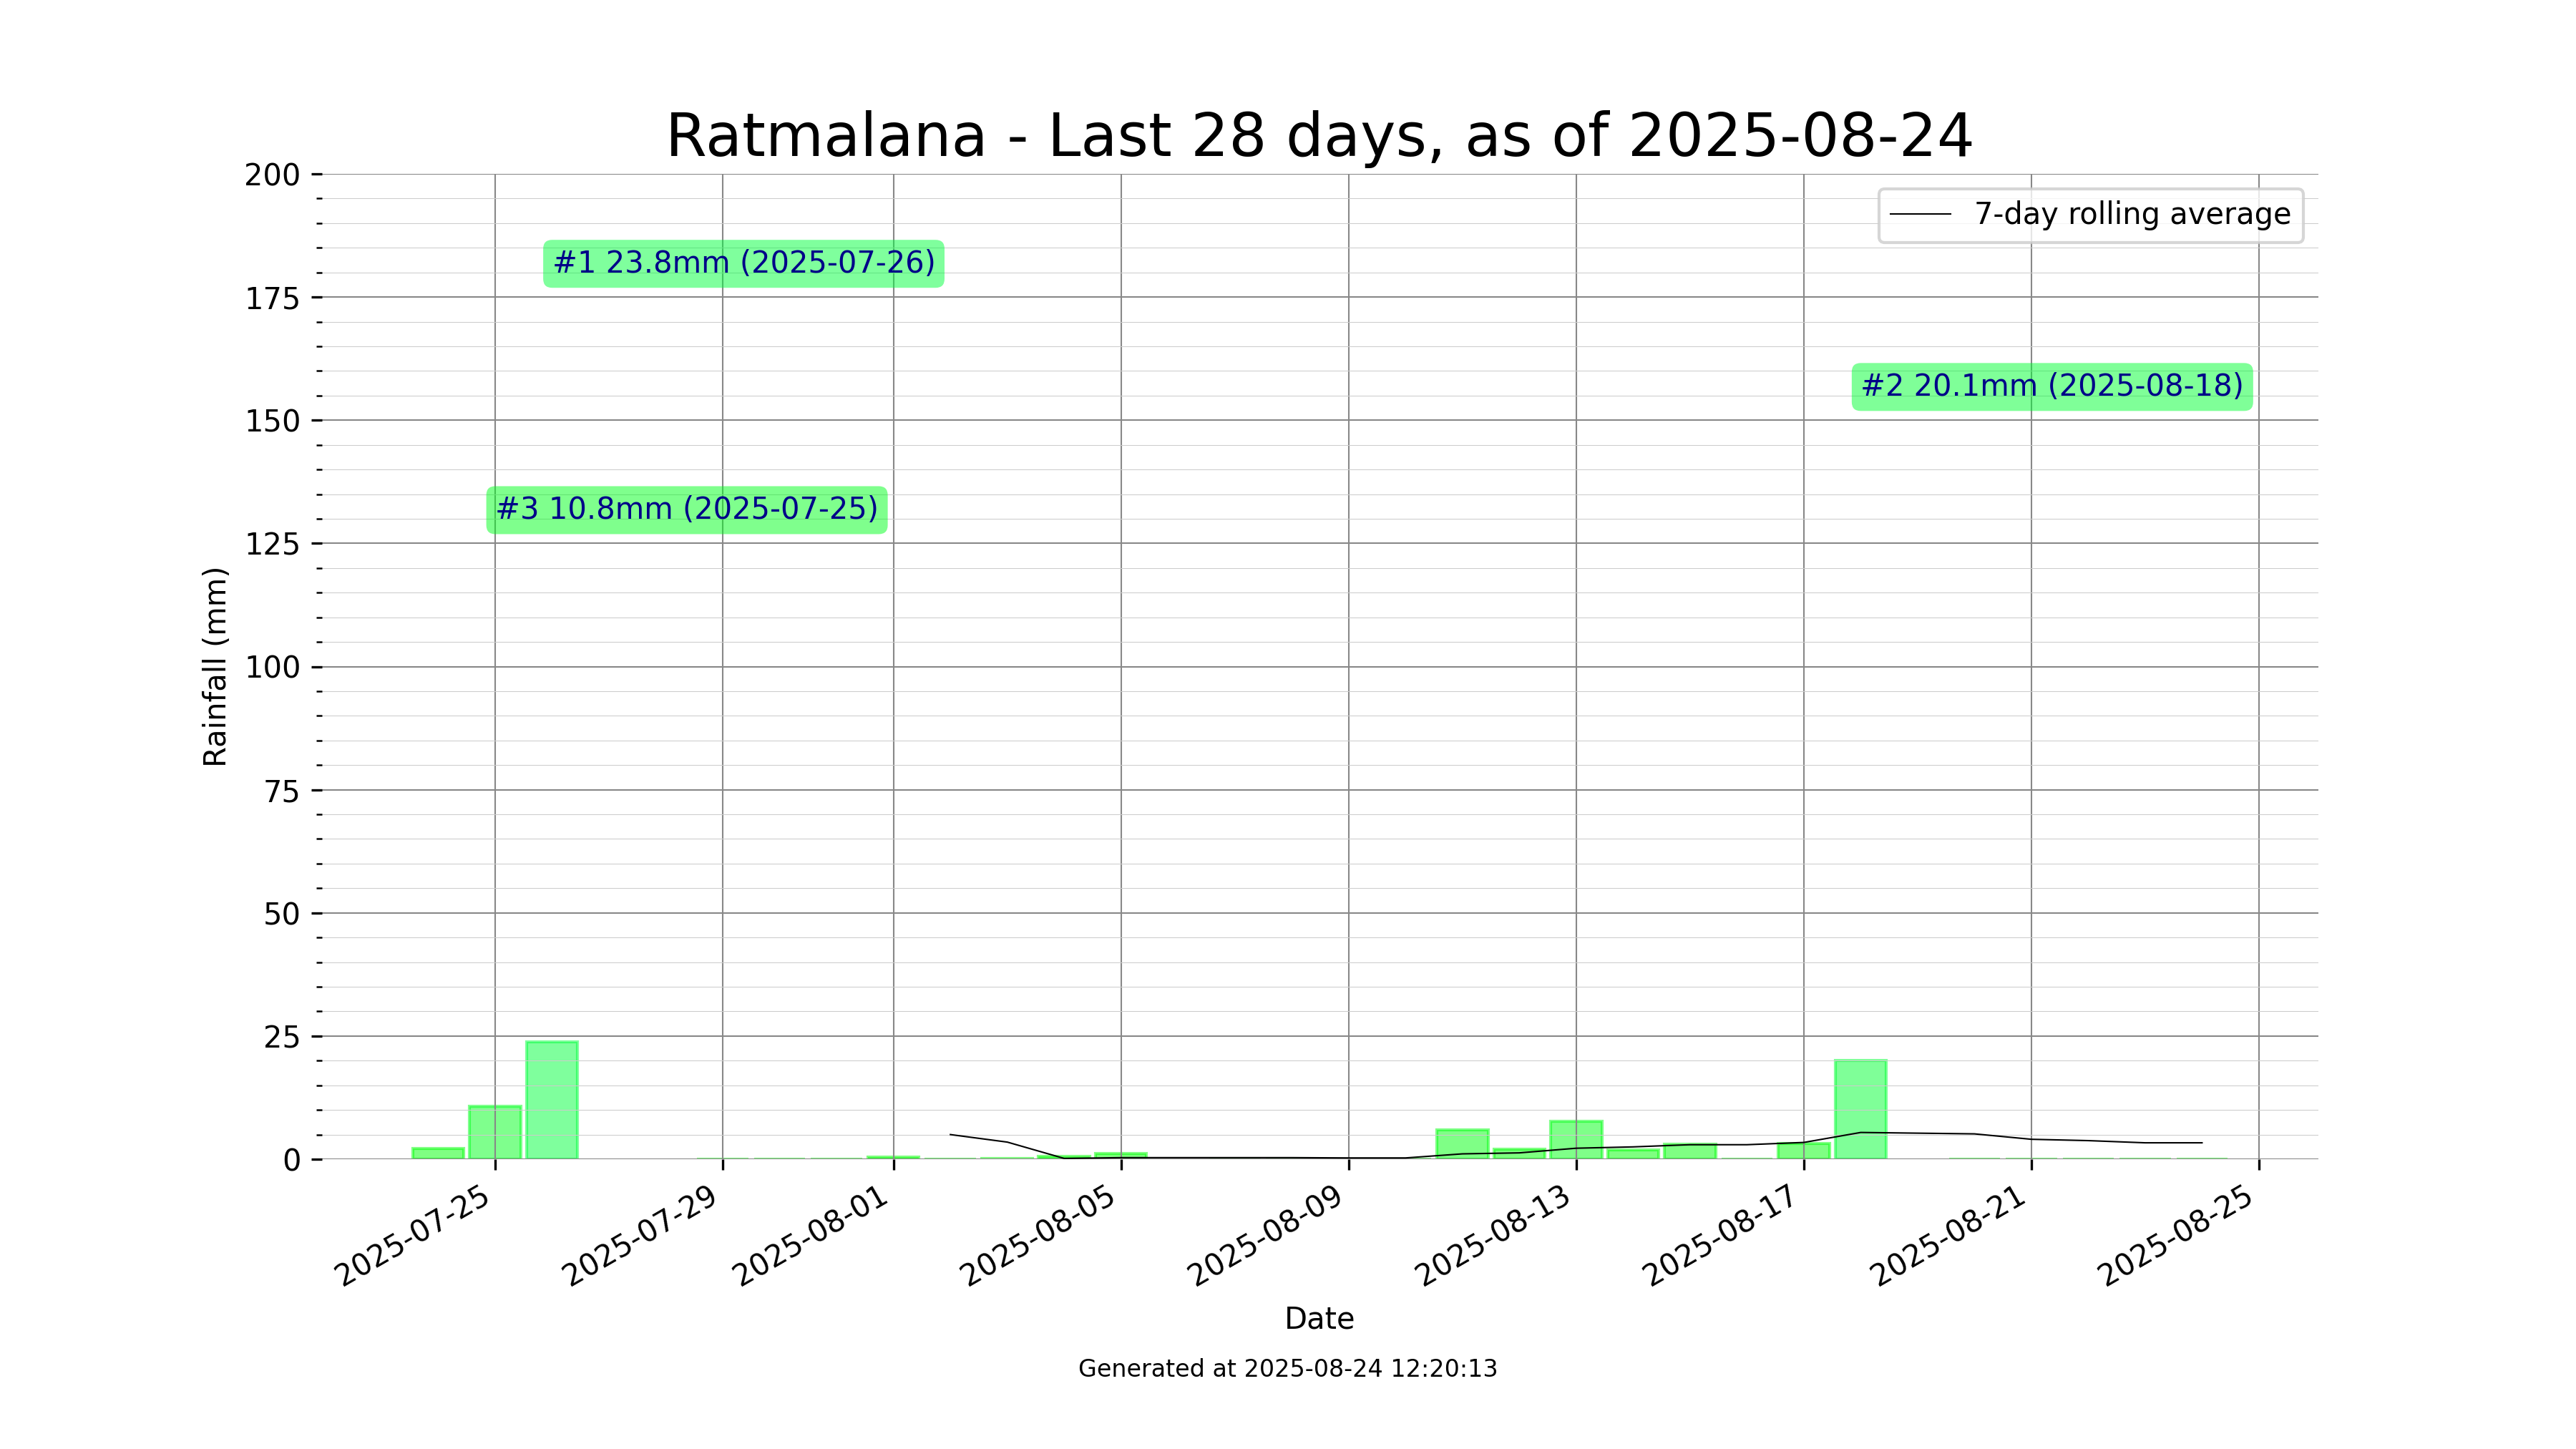 Ratmalana - Last 28 days, as of 2025-08-24
7-day rolling average
#1 23.8mm (2025-07-26)
#2 20.1mm (2025-08-18)
#3 10.8mm (2025-07-25)
Rainfall (mm)
200
175
150
125
100
75
50
25
0
2025-07-25
2025-07-29
2025-08-01
2025-08-05
2025-08-09
2025-08-13
2025-08-17
2025-08-21
2025-08-25
Date
Generated at 2025-08-24 12:20:13